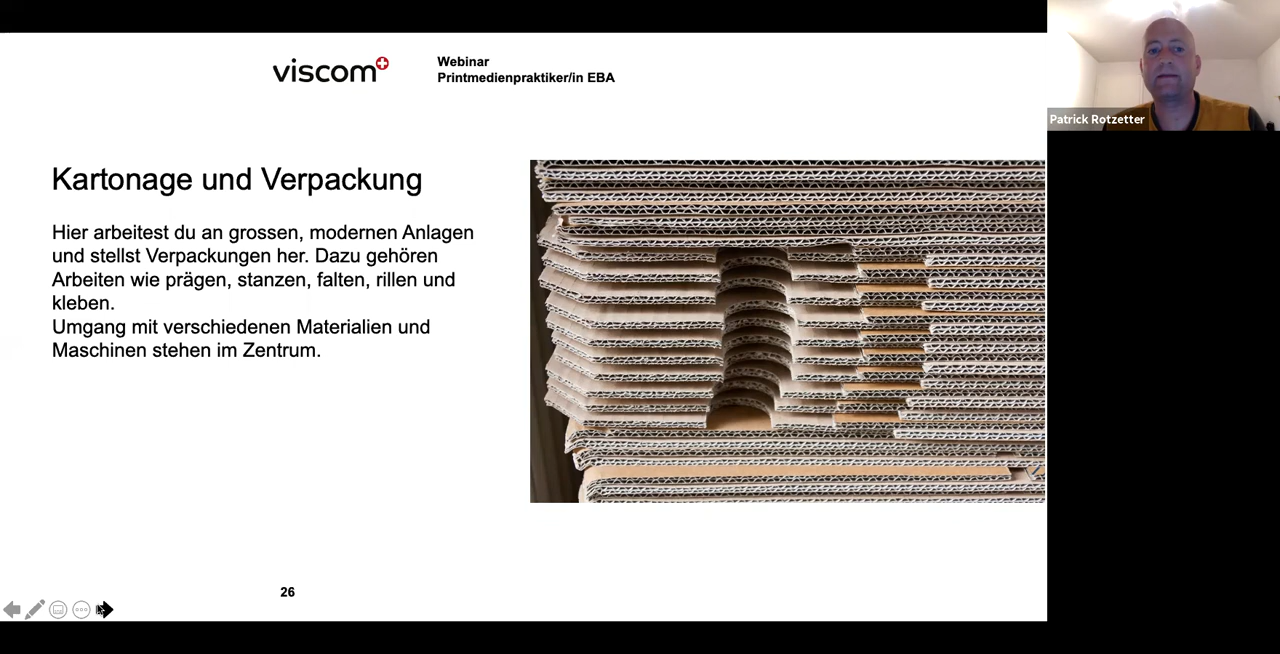 viscom
Webinar
Printmedienpraktiker/in EBA
Patrick Rotzetter
Kartonage und Verpackung
Hier arbeitest du an grossen, modernen Anlagen
und stellst Verpackungen her. Dazu gehören
Arbeiten wie prägen, stanzen, falten, rillen und
kleben.
Umgang mit verschiedenen Materialien und
Maschinen stehen im Zentrum.
26